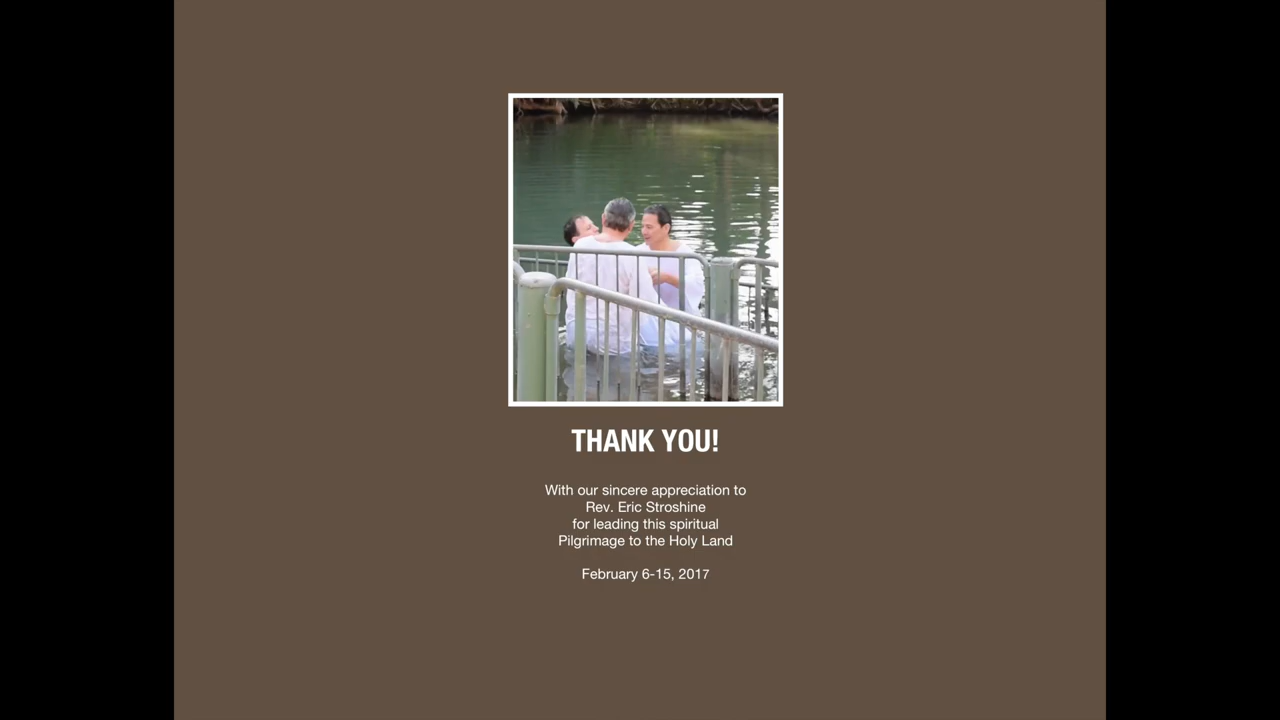 THANK YOU!
With our sincere appreciation to
Rev. Eric Stroshine
for leading this spiritual
Pilgrimage to the Holy Land
February 6-15, 2017